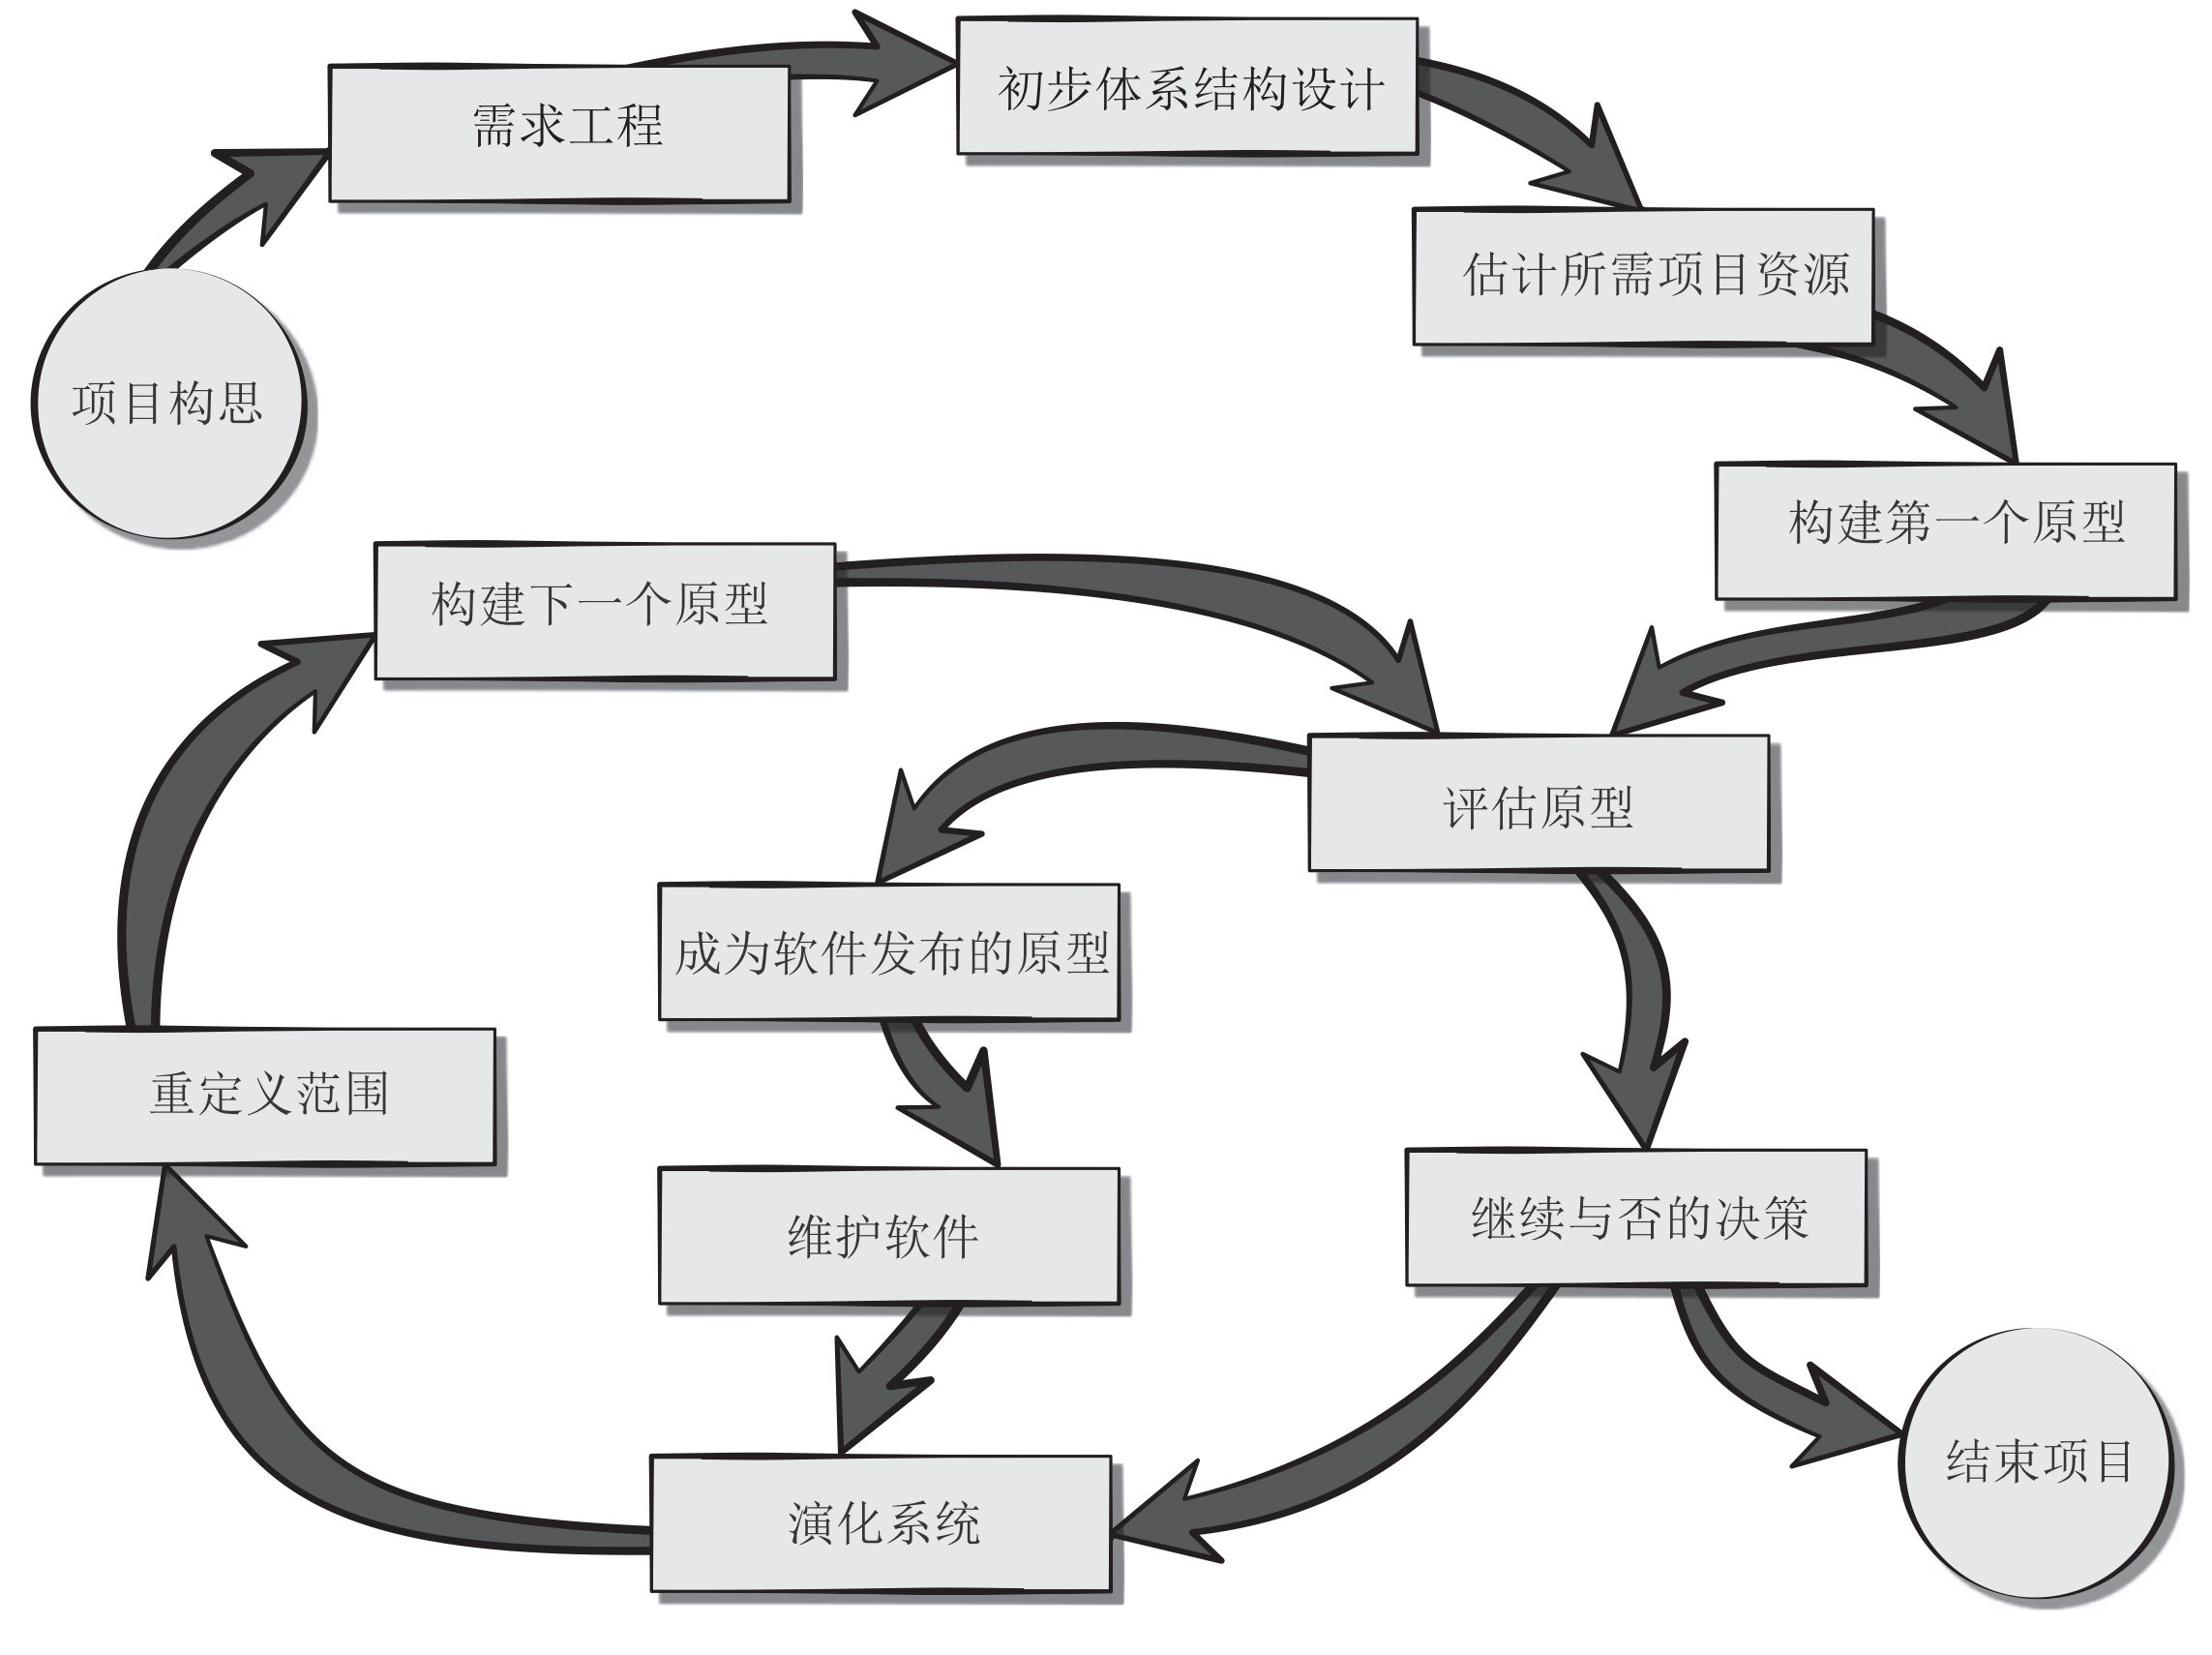 需求工程
初步体系结构设计
估计所需项目资源
项目构思
构建第一个原型
构建下一个原型
评估原型
成为软件发布的原型
重定义范围
维护软件
继续与否的决策
结束项目
演化系统